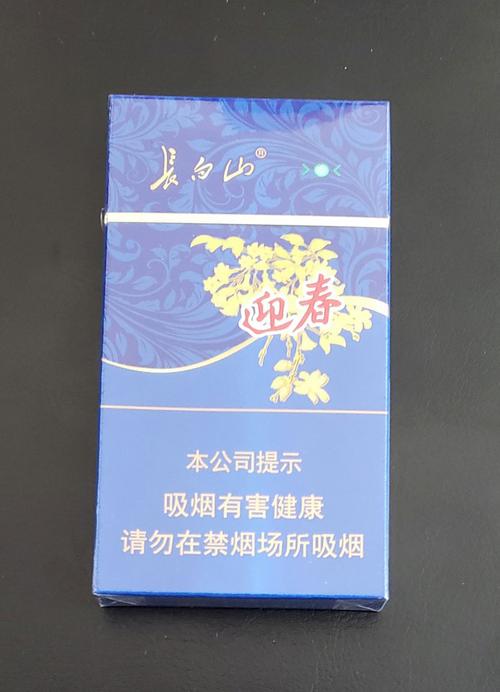 長白山®
迎春
本公司提示
吸烟有害健康
请勿在禁烟场所吸烟